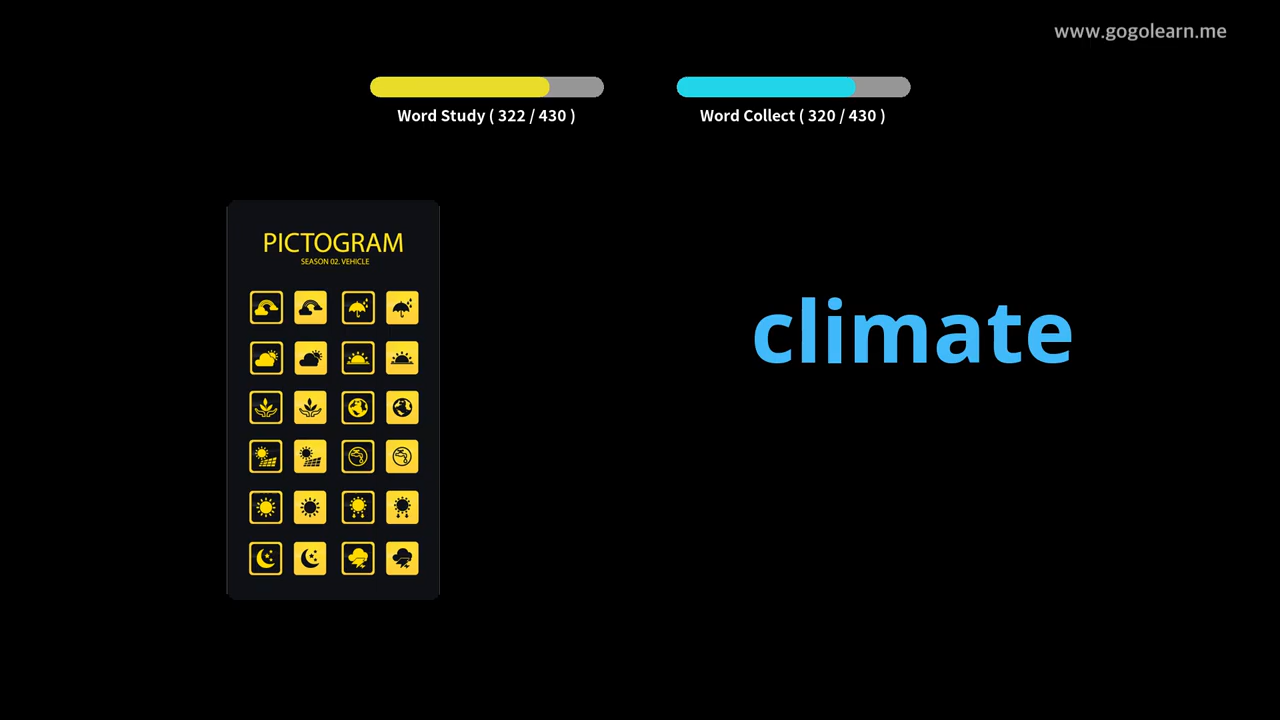 www.gogolearn.me
Word Study ( 322 / 430 )
Word Collect ( 320 / 430 )
PICTOGRAM
SEASON 02. VEHICLE
climate